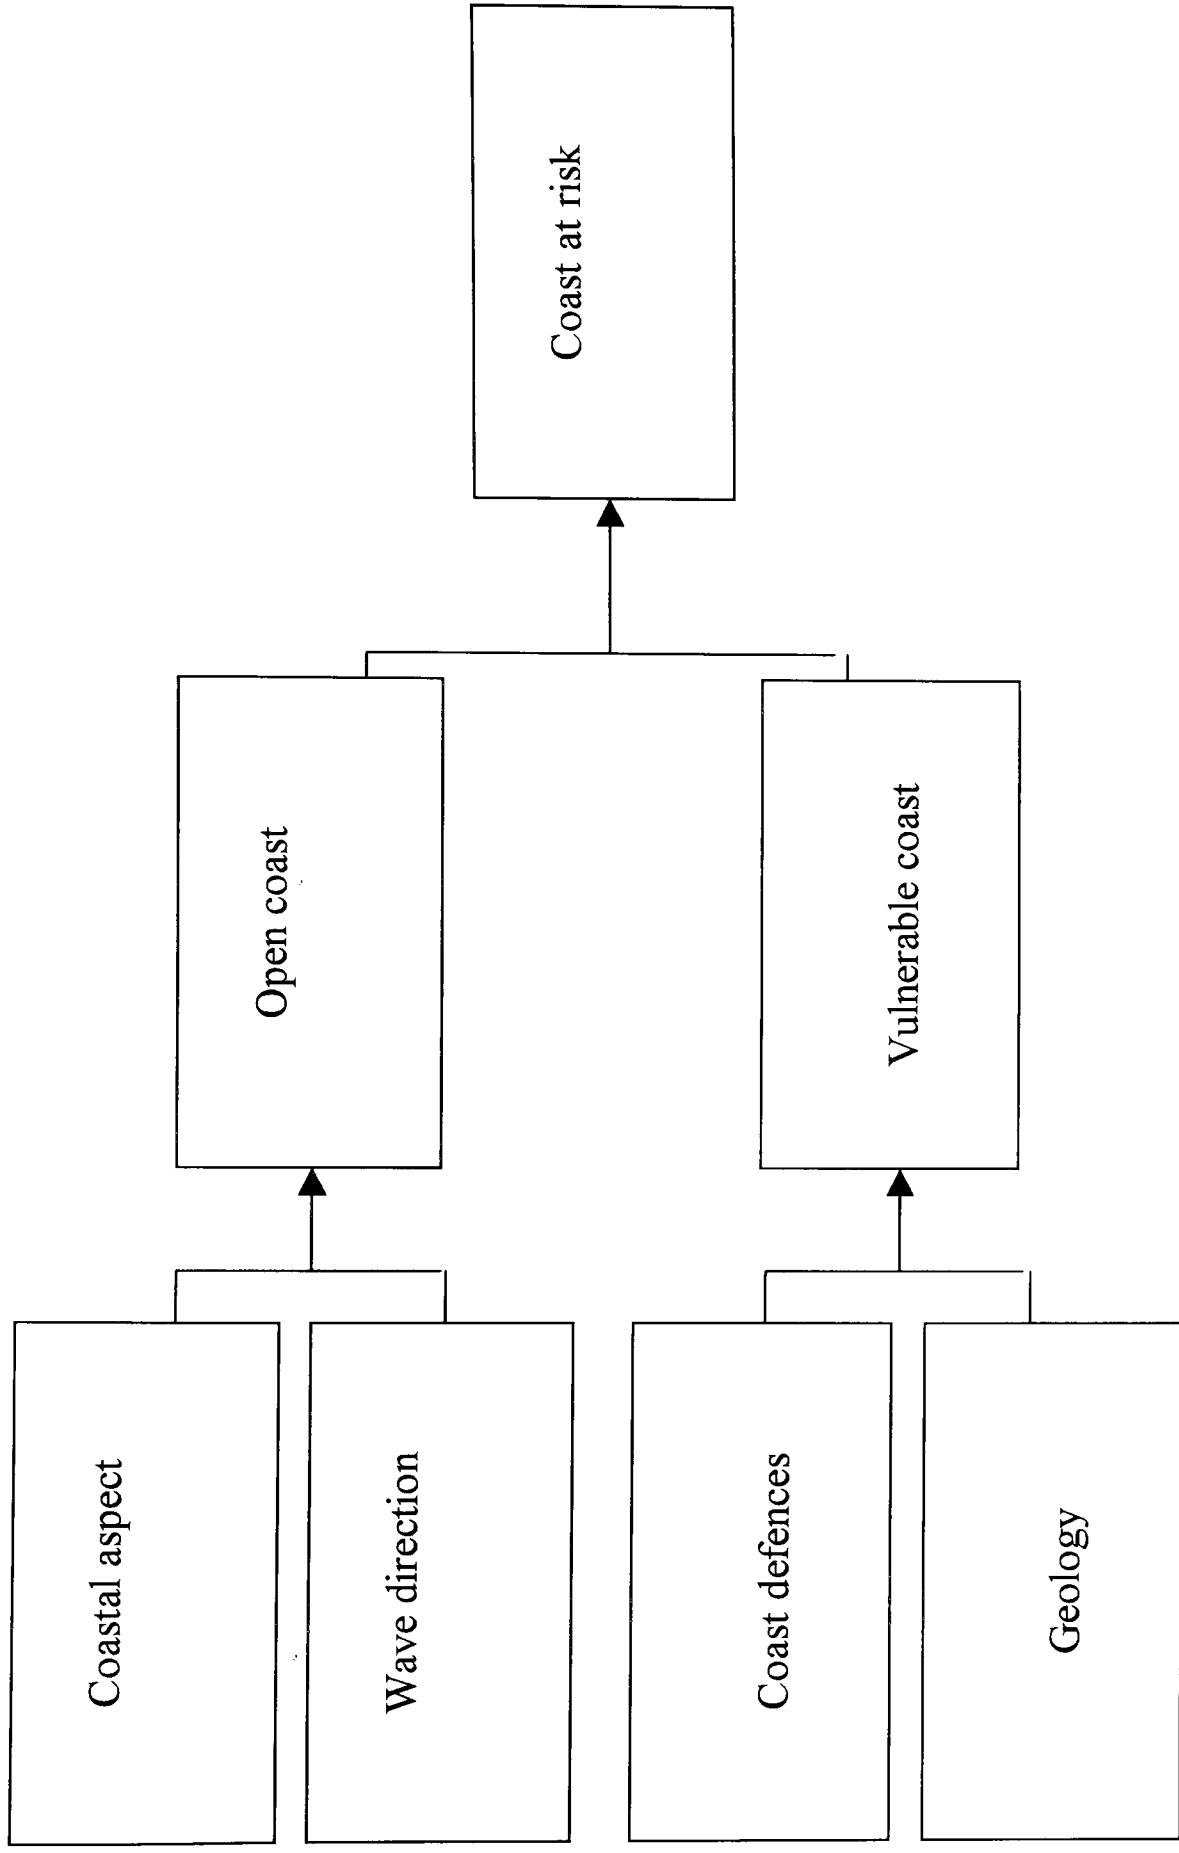 Coastal aspect
Wave direction
Coast defences
Geology
Open coast
Vulnerable coast
Coast at risk